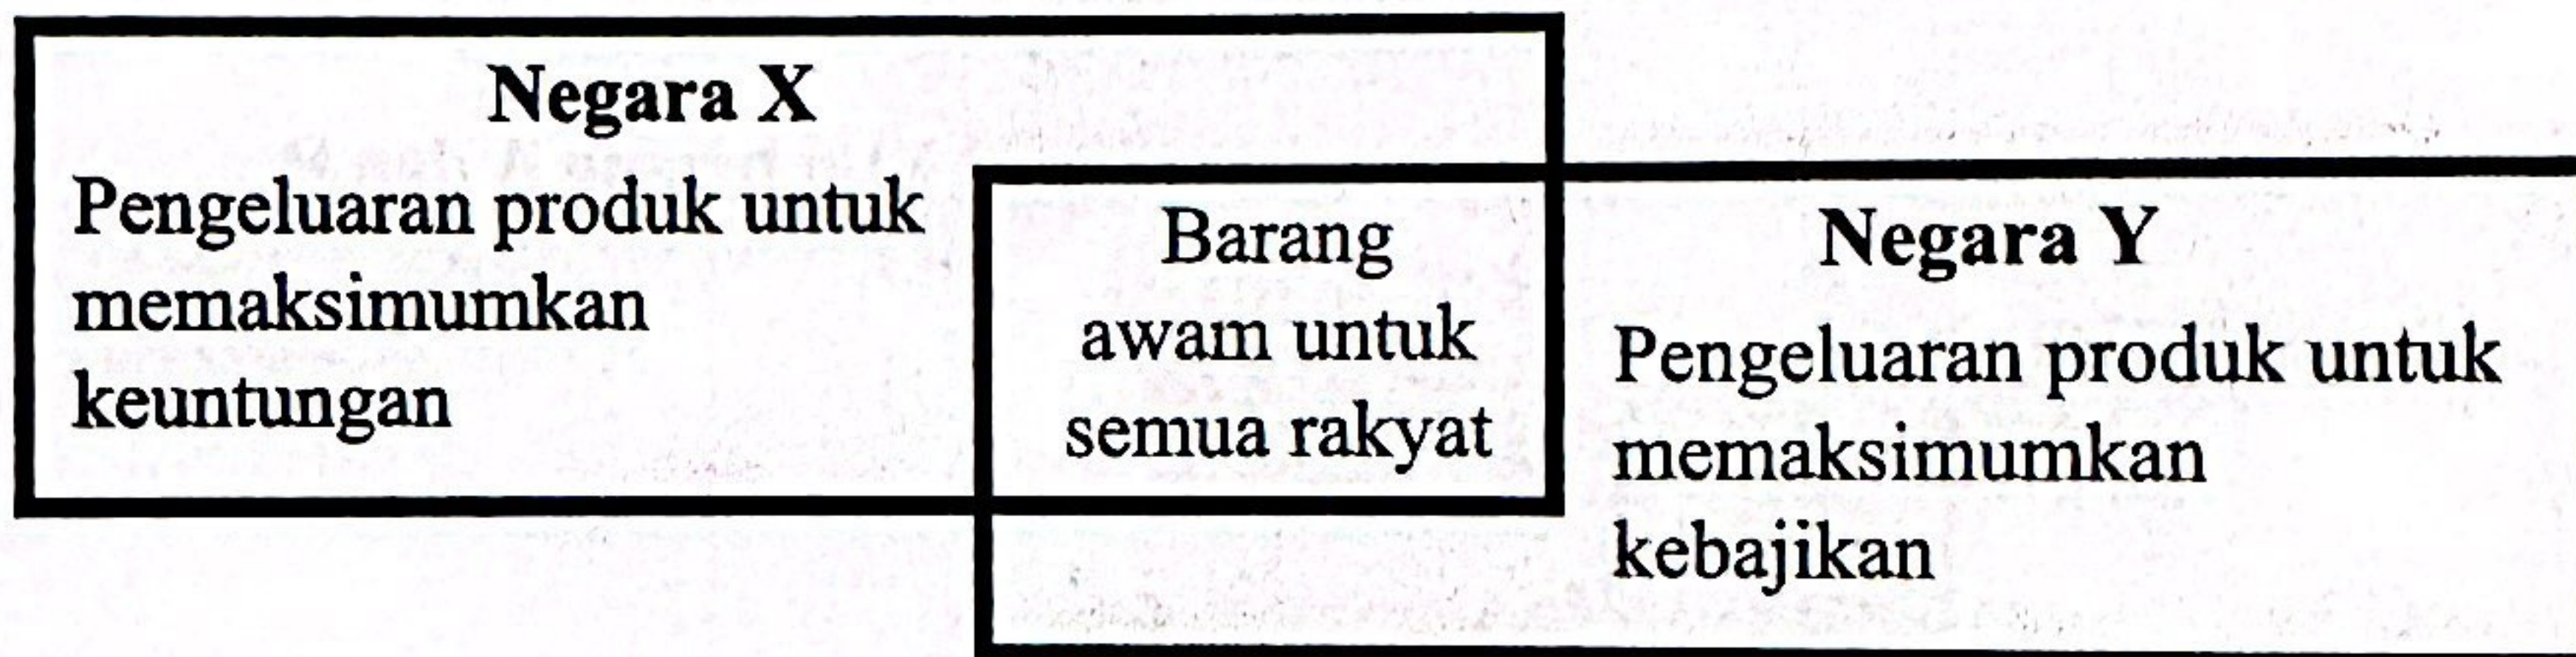 Negara X
Pengeluaran produk untuk
memaksimumkan
keuntungan
Barang
awam untuk
semua rakyat
Negara Y
Pengeluaran produk untuk
memaksimumkan
kebajikan